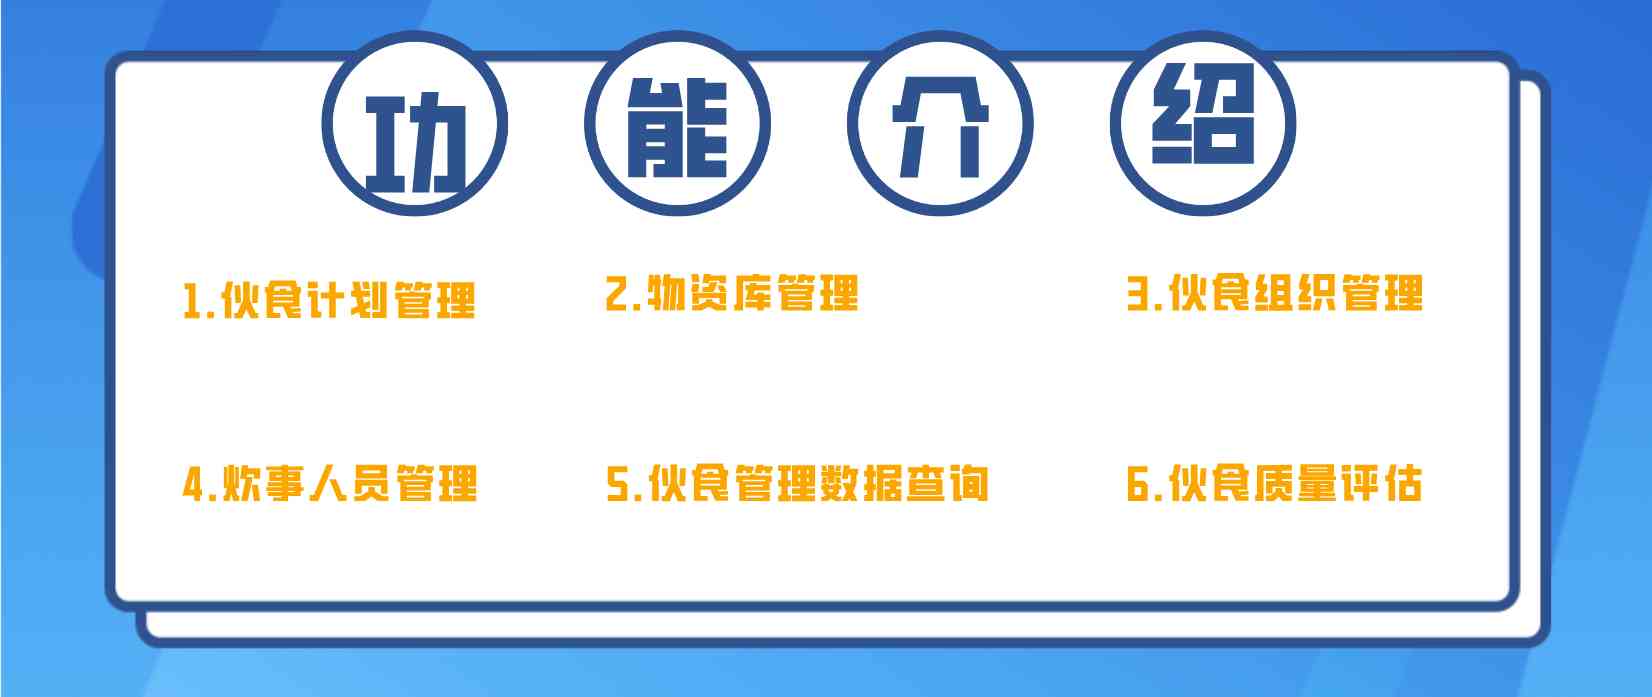 功能介绍
1.伙食计划管理
2.物资库管理
3.伙食组织管理
4.炊事人员管理
5.伙食管理数据查询
6.伙食质量评估